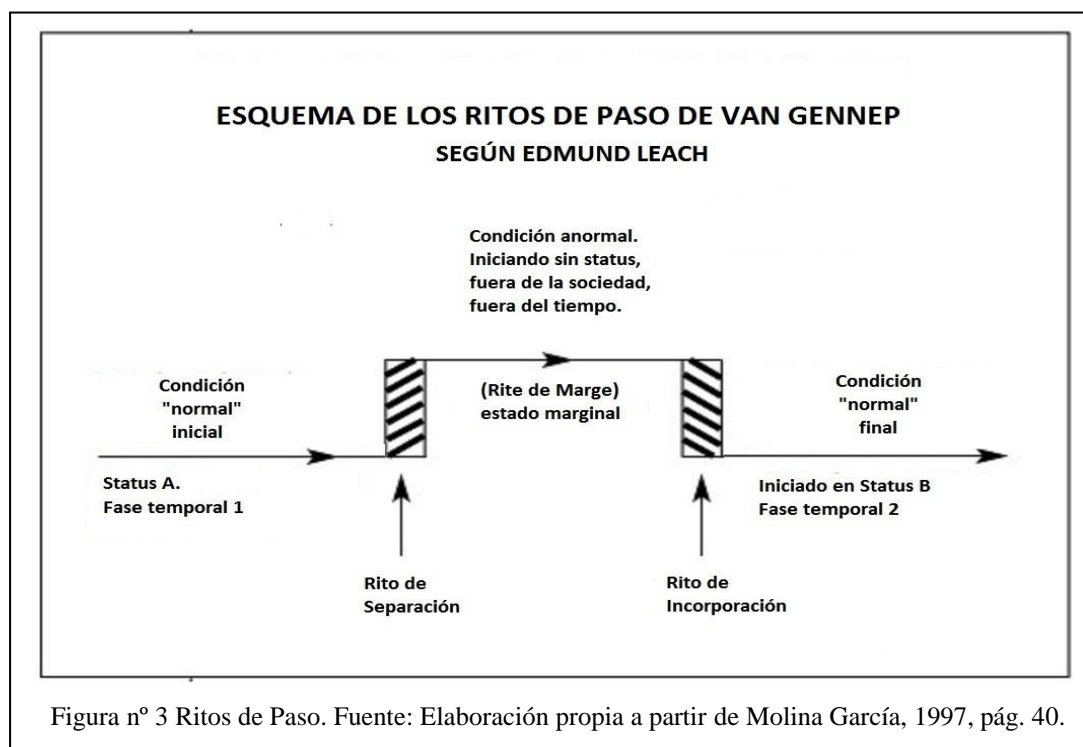 ESQUEMA DE LOS RITOS DE PASO DE VAN GENNEP
SEGÚN EDMUND LEACH
Condición anormal.
Iniciando sin status,
fuera de la sociedad,
fuera del tiempo.
Condición
"normal"
inicial
(Rite de Marge)
estado marginal
Condición
"normal"
final
Status A.
Fase temporal 1
Iniciado en Status B
Fase temporal 2
Rito de
Separación
Rito de
Incorporación
Figura nº 3 Ritos de Paso. Fuente: Elaboración propia a partir de Molina García, 1997, pág. 40.